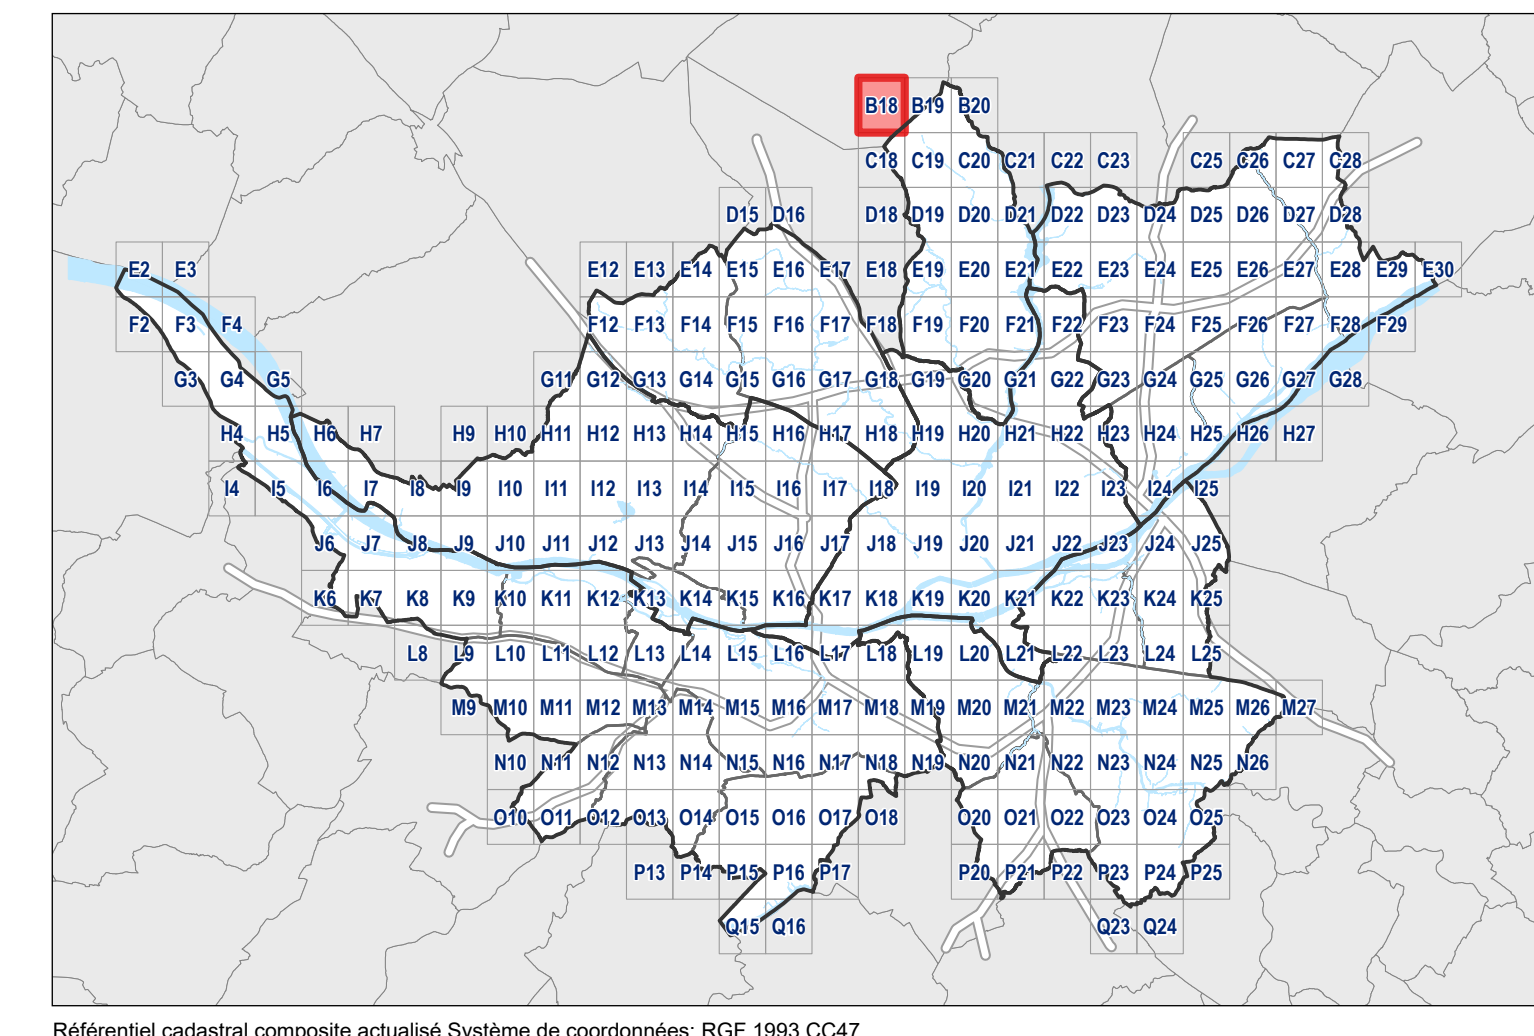 B18 B19 B20
C18 C19 C20 C21 C22 C23 C25 C26 C27 C28
D15 D16 D18 D19 D20 D21 D22 D23 D24 D25 D26 D27 D28
E2 E3 E12 E13 E14 E15 E16 E17 E18 E19 E20 E21 E22 E23 E24 E25 E26 E27 E28 E29 E30
F2 F3 F4 F12 F13 F14 F15 F16 F17 F18 F19 F20 F21 F22 F23 F24 F25 F26 F27 F28 F29
G3 G4 G5 G11 G12 G13 G14 G15 G16 G17 G18 G19 G20 G21 G22 G23 G24 G25 G26 G27 G28
H4 H5 H6 H7 H9 H10 H11 H12 H13 H14 H15 H16 H17 H18 H19 H20 H21 H22 H23 H24 H25 H26 H27
I4 I5 I6 I7 I8 I9 I10 I11 I12 I13 I14 I15 I16 I17 I18 I19 I20 I21 I22 I23 I24 I25
J6 J7 J8 J9 J10 J11 J12 J13 J14 J15 J16 J17 J18 J19 J20 J21 J22 J23 J24 J25
K6 K7 K8 K9 K10 K11 K12 K13 K14 K15 K16 K17 K18 K19 K20 K21 K22 K23 K24 K25
L8 L9 L10 L11 L12 L13 L14 L15 L16 L17 L18 L19 L20 L21 L22 L23 L24 L25
M9 M10 M11 M12 M13 M14 M15 M16 M17 M18 M19 M20 M21 M22 M23 M24 M25 M26 M27
N10 N11 N12 N13 N14 N15 N16 N17 N18 N19 N20 N21 N22 N23 N24 N25 N26
O10 O11 O12 O13 O14 O15 O16 O17 O18 O20 O21 O22 O23 O24 O25
P13 P14 P15 P16 P17 P20 P21 P22 P23 P24 P25
Q15 Q16 Q23 Q24
Référentiel cadastral composite actualisé Système de coordonnées: RGF 1993 CC47